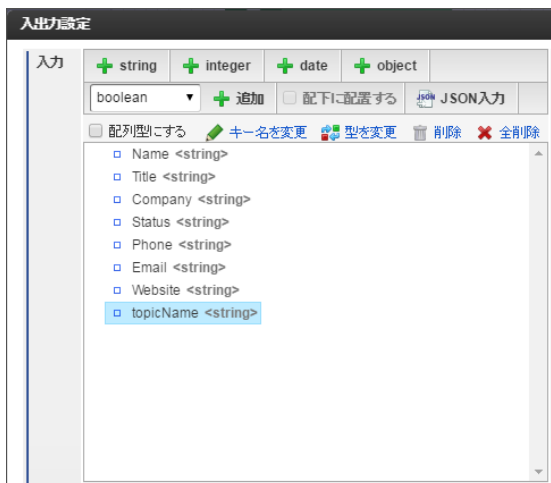 入出力設定
入力
string integer date object
boolean ▼ 追加 配下に配置する JSON入力
配列型にする キー名を変更 型を変更 削除 全削除
Name <string>
Title <string>
Company <string>
Status <string>
Phone <string>
Email <string>
Website <string>
topicName <string>